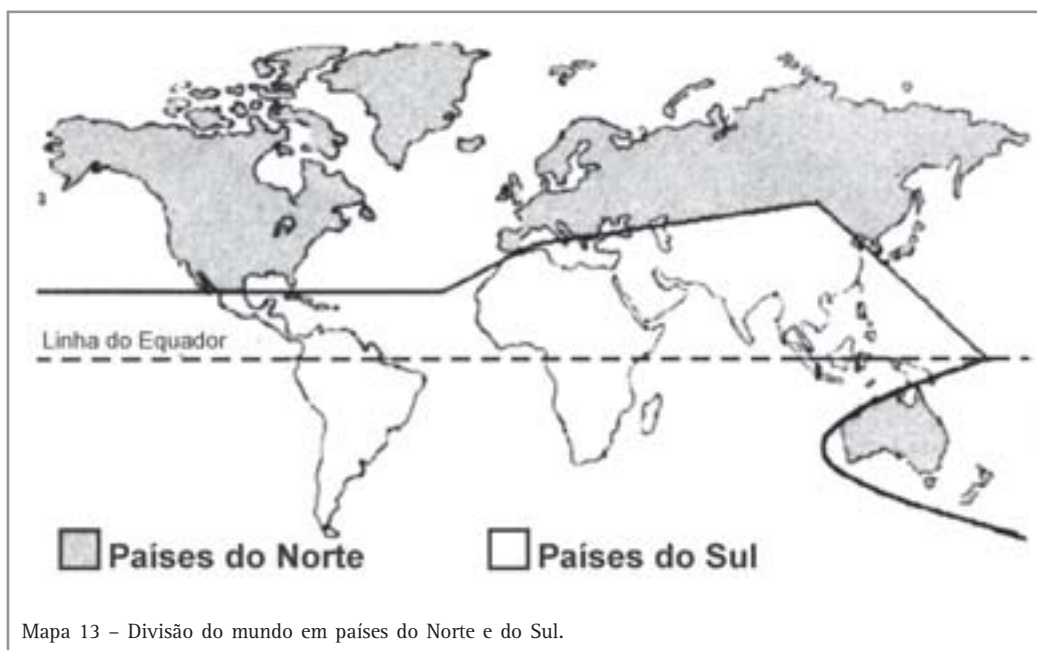 Linha do Equador
Países do Norte
Países do Sul
Mapa 13 – Divisão do mundo em países do Norte e do Sul.